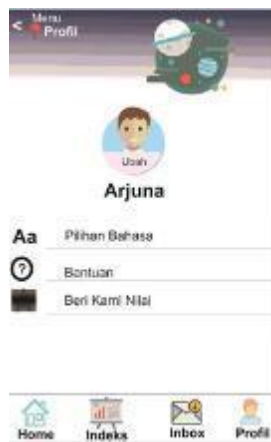 < Menu
Profil
Ubah
Arjuna
Aa Pilihan Bahasa
? Bantuan
Beri Kami Nilai
Home Indeks Inbox Profil